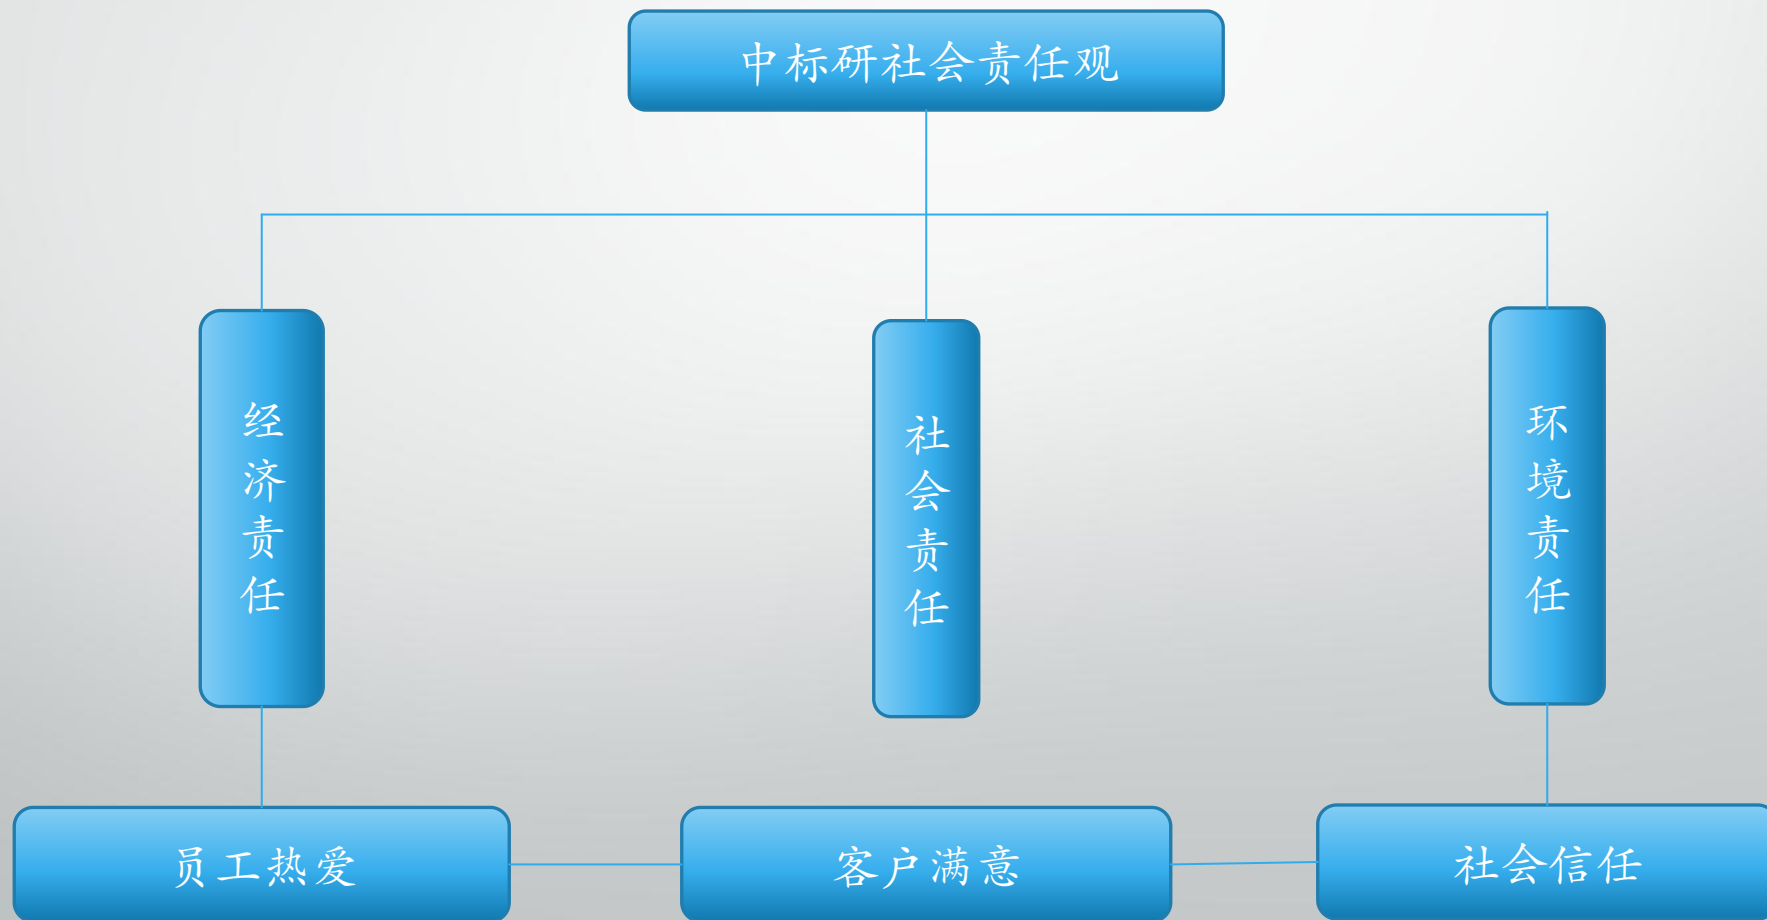 中标研社会责任观
经济责任
社会责任
环境责任
员工热爱
客户满意
社会信任